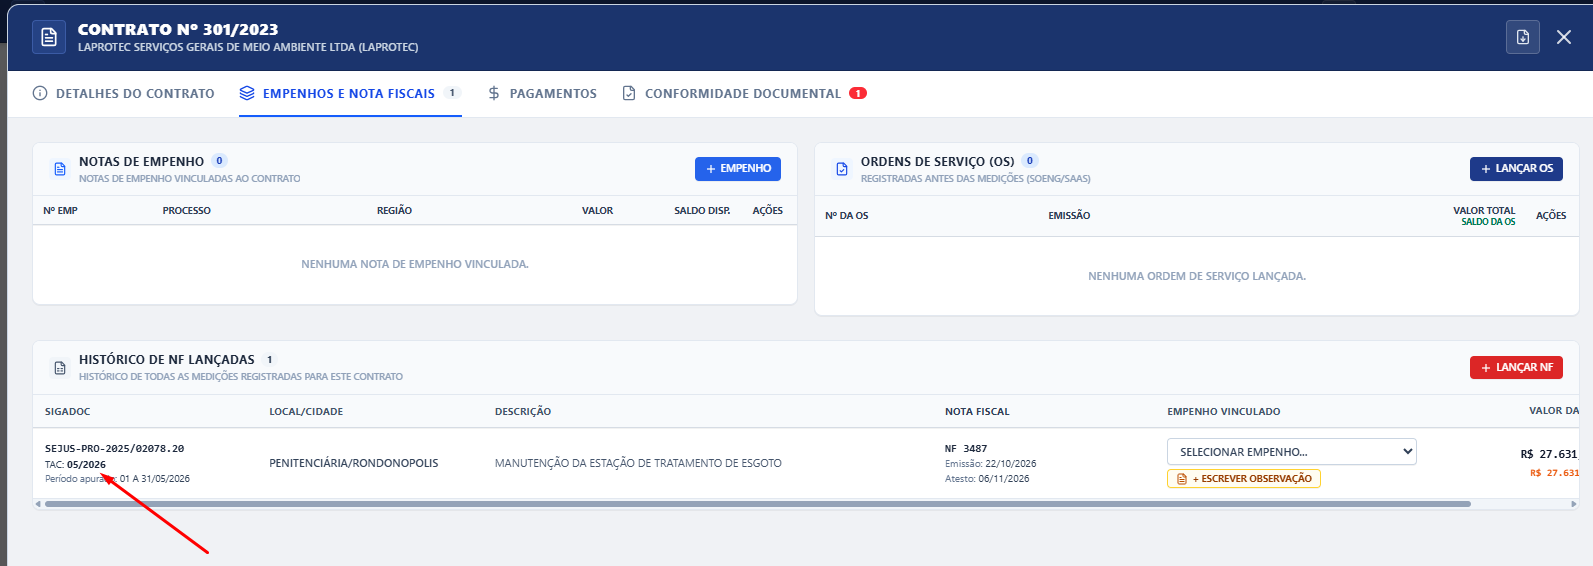 CONTRATO Nº 301/2023
LAPROTEC SERVIÇOS GERAIS DE MEIO AMBIENTE LTDA (LAPROTEC)
DETALHES DO CONTRATO
EMPENHOS E NOTA FISCAIS 1
PAGAMENTOS
CONFORMIDADE DOCUMENTAL 1
NOTAS DE EMPENHO 0
NOTAS DE EMPENHO VINCULADAS AO CONTRATO
+ EMPENHO
Nº EMP PROCESSO REGIÃO VALOR SALDO DISP. AÇÕES
NENHUMA NOTA DE EMPENHO VINCULADA.
ORDENS DE SERVIÇO (OS) 0
REGISTRADAS ANTES DAS MEDIÇÕES (SOENG/SAAS)
+ LANÇAR OS
Nº DA OS EMISSÃO VALOR TOTAL AÇÕES
SALDO DA OS
NENHUMA ORDEM DE SERVIÇO LANÇADA.
HISTÓRICO DE NF LANÇADAS 1
HISTÓRICO DE TODAS AS MEDIÇÕES REGISTRADAS PARA ESTE CONTRATO
+ LANÇAR NF
SIGADOC LOCAL/CIDADE DESCRIÇÃO NOTA FISCAL EMPENHO VINCULADO VALOR DA
SEJUS-PRO-2025/02078.20
TAC: 05/2026
Período 01 A 31/05/2026
PENITENCIÁRIA/RONDONOPOLIS
MANUTENÇÃO DA ESTAÇÃO DE TRATAMENTO DE ESGOTO
NF 3487
Emissão: 22/10/2026
Atesto: 06/11/2026
SELECIONAR EMPENHO...
+ ESCREVER OBSERVAÇÃO
R$ 27.631,
R$ 27.631